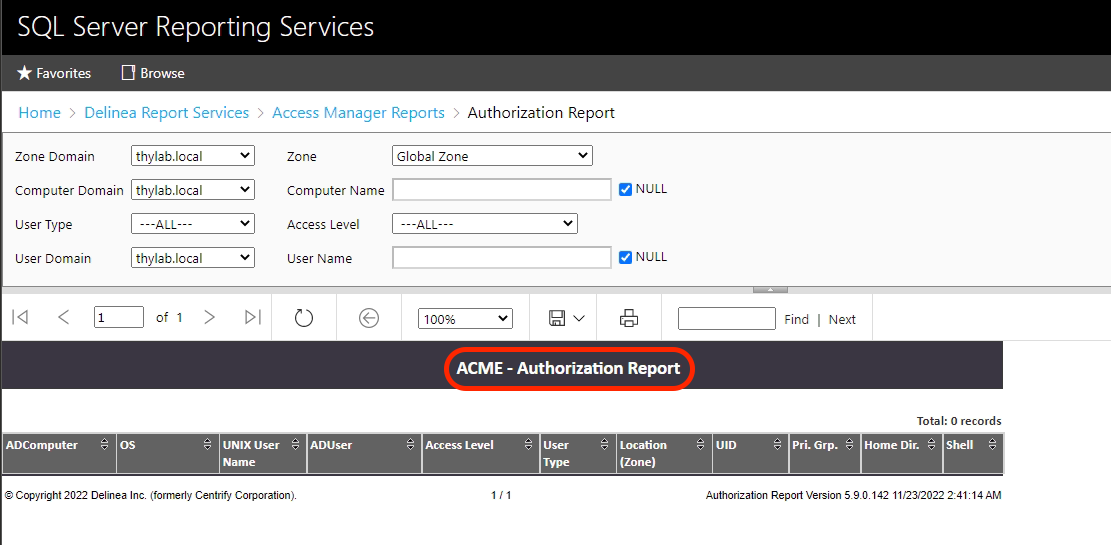 SQL Server Reporting Services
Favorites Browse
Home > Delinea Report Services > Access Manager Reports > Authorization Report
Zone Domain thylab.local Zone Global Zone
Computer Domain thylab.local Computer Name NULL
User Type ---ALL--- Access Level ---ALL---
User Domain thylab.local User Name NULL
1 of 1 100% Find | Next
ACME - Authorization Report
Total: 0 records
ADComputer OS UNIX User Name ADUser Access Level User Type Location (Zone) UID Pri. Grp. Home Dir. Shell
© Copyright 2022 Delinea Inc. (formerly Centrify Corporation). 1 / 1 Authorization Report Version 5.9.0.142 11/23/2022 2:41:14 AM